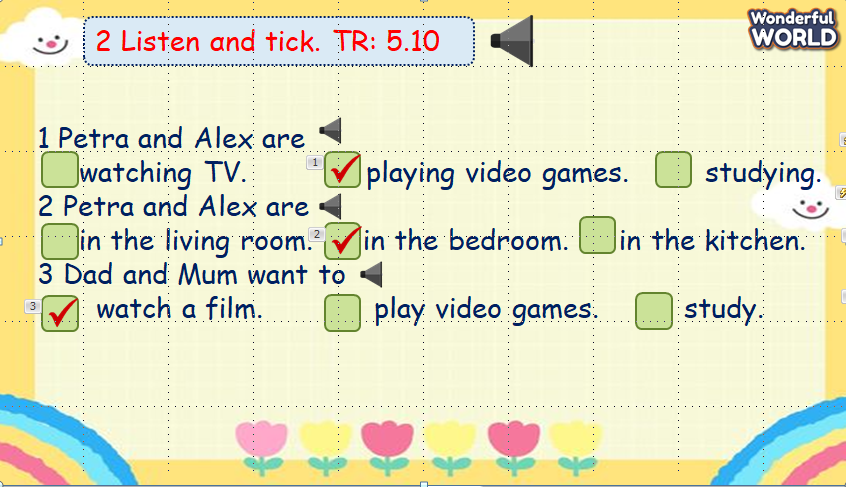 2 Listen and tick. TR: 5.10
Wonderful
WORLD
1 Petra and Alex are
watching TV. 1 playing video games. studying.
2 Petra and Alex are
in the living room. 2 in the bedroom. in the kitchen.
3 Dad and Mum want to
3 watch a film. play video games. study.